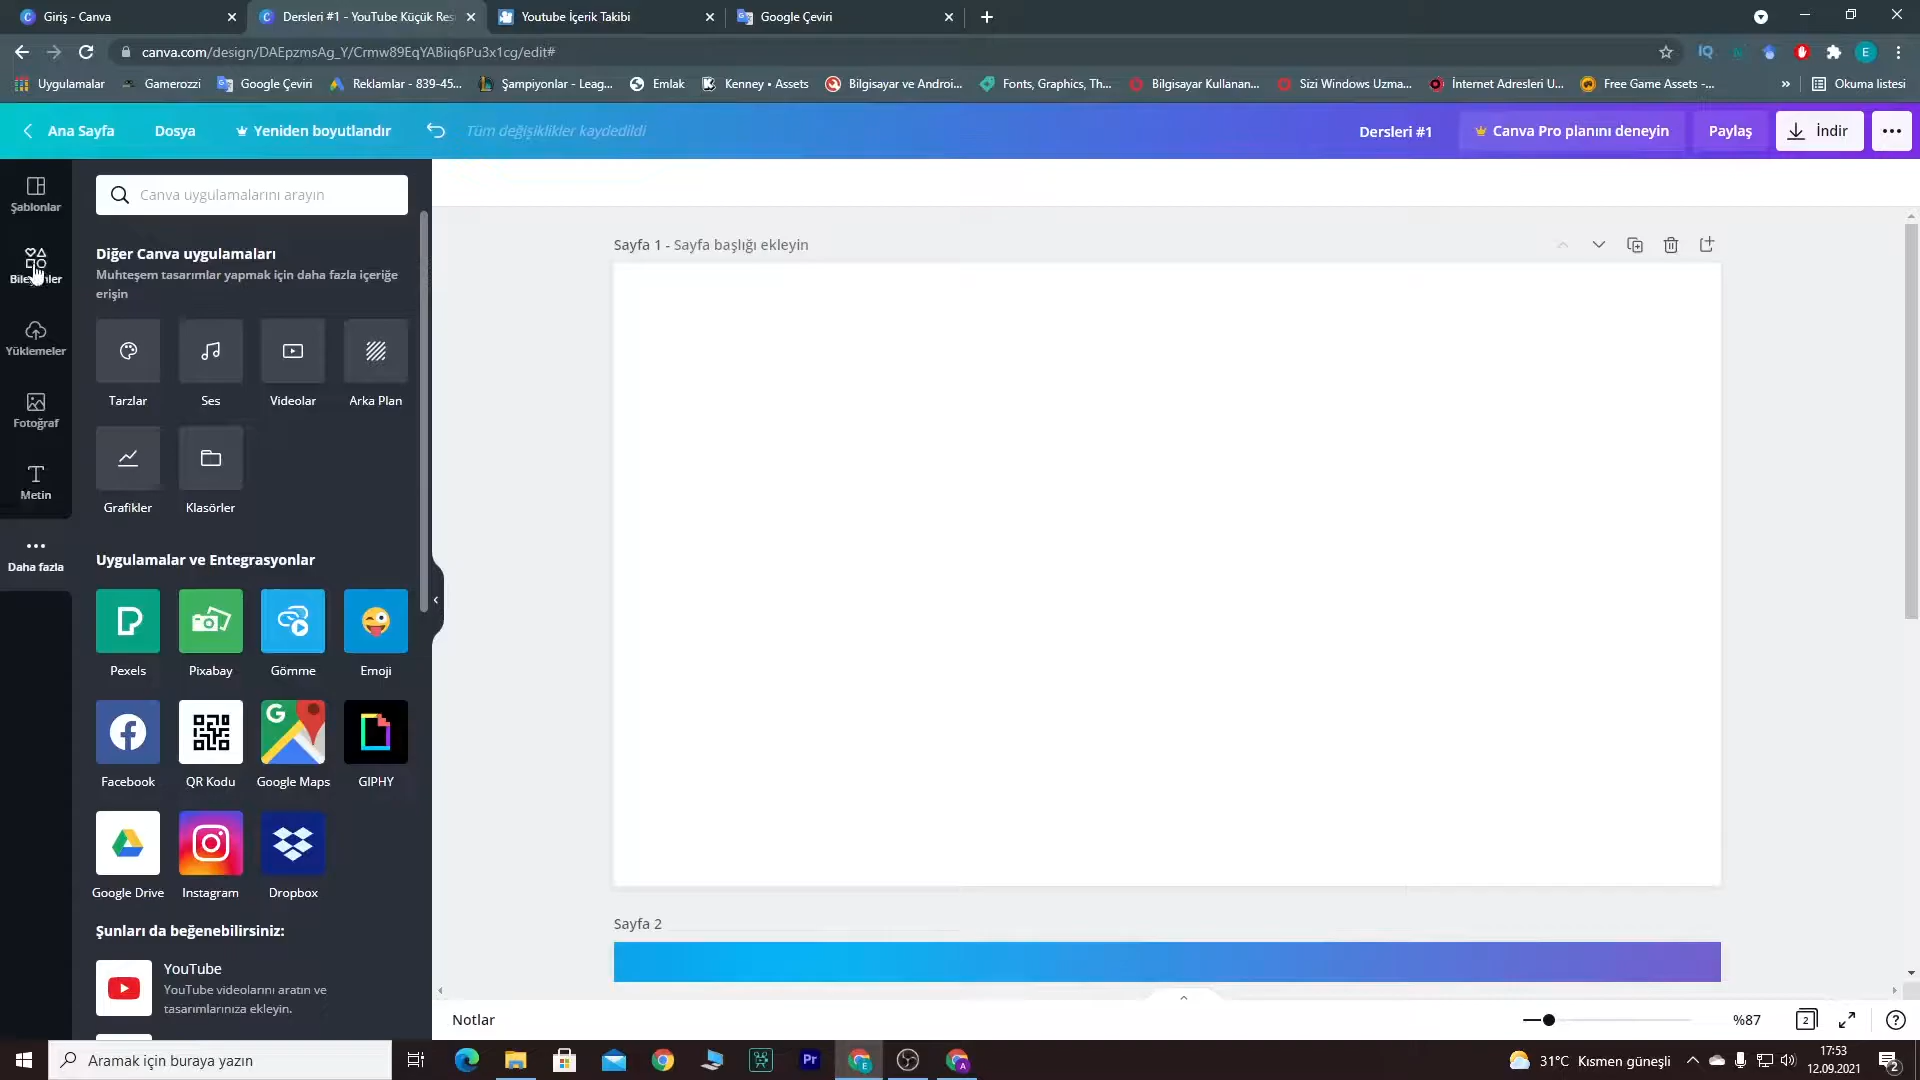 Giriş - Canva
Dersleri #1 - YouTube Küçük Res
Youtube İçerik Takibi
Google Çeviri
canva.com/design/DAEpzmsAg_Y/Crmw89EqYABiiq6Pu3x1cg/edit#
Uygulamalar
Gamerozzi
Google Çeviri
Reklamlar - 839-45...
Şampiyonlar - Leag...
Emlak
Kenney • Assets
Bilgisayar ve Androi...
Fonts, Graphics, Th...
Bilgisayar Kullanan...
Sizi Windows Uzma...
İnternet Adresleri U...
Free Game Assets -...
Okuma listesi
Ana Sayfa
Dosya
Yeniden boyutlandır
Tüm değişiklikler kaydedildi
Dersleri #1
Canva Pro planını deneyin
Paylaş
İndir
Şablonlar
Yüklemeler
Fotoğraf
Metin
Daha fazla
Canva uygulamalarını arayın
Diğer Canva uygulamaları
Muhteşem tasarımlar yapmak için daha fazla içeriğe
erişin
Tarzlar
Ses
Videolar
Arka Plan
Grafikler
Klasörler
Uygulamalar ve Entegrasyonlar
Pexels
Pixabay
Gömme
Emoji
Facebook
QR Kodu
Google Maps
GIPHY
Google Drive
Instagram
Dropbox
Şunları da beğenebilirsiniz:
YouTube
YouTube videolarını aratın ve
tasarımlarınıza ekleyin.
Sayfa 1 - Sayfa başlığı ekleyin
Sayfa 2
Notlar
%87
2
Aramak için buraya yazın
31°C Kısmen güneşli
17:53
12.09.2021
2